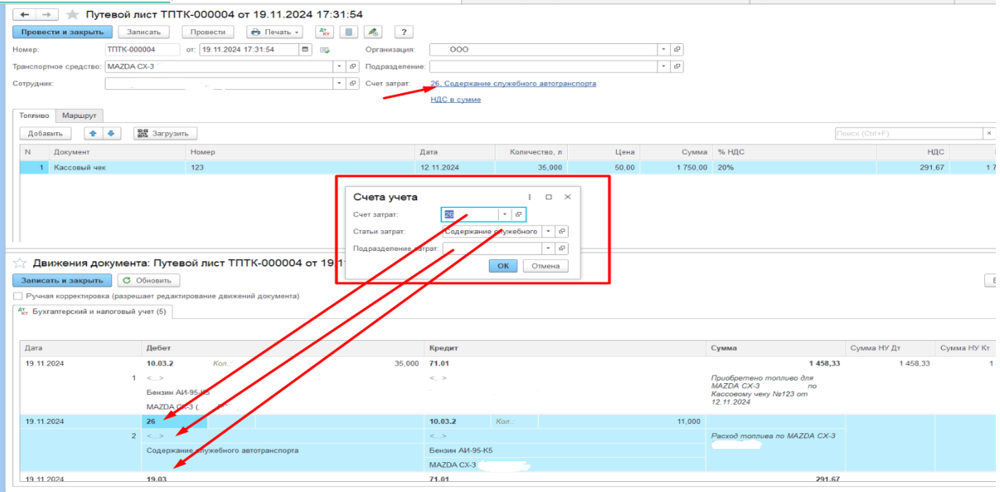 Путевой лист ТПТК-000004 от 19.11.2024 17:31:54
Провести и закрыть Записать Провести Печать ?
Номер: ТПТК-000004 от: 19.11.2024 17:31:54 Организация: ООО
Транспортное средство: MAZDA CX-3 Подразделение:
Сотрудник: Счет затрат: 26, Содержание служебного автотранспорта
НДС в сумме
Топливо Маршрут
Добавить Загрузить Поиск (Ctrl+F) ×
N Документ Номер Дата Количество, л Цена Сумма % НДС НДС
1 Кассовый чек 123 12.11.2024 35,000 50,00 1 750,00 20% 291,67 1 7
Счета учета
Счет затрат: 26
Статьи затрат: Содержание служебного
Подразделение затрат:
ОК Отмена
Движения документа: Путевой лист ТПТК-000004 от 19.1
Записать и закрыть Обновить
Ручная корректировка (разрешает редактирование движений документа)
Дт Кт Бухгалтерский и налоговый учет (5)
Дата Дебет Кредит Сумма Сумма НУ Дт Сумма НУ Кт
19.11.2024 10.03.2 Кол.: 35,000 71.01 1 458,33 1 458,33 1
1 <...> <...> Приобретено топливо для
MAZDA CX-3 по
Бензин АИ-95-К5 Кассовому чеку №123 от
12.11.2024
MAZDA CX-3 (
19.11.2024 26 10.03.2 Кол.: 11,000
2 <...> <...> Расход топлива по MAZDA CX-3
Содержание служебного автотранспорта Бензин АИ-95-К5
MAZDA CX-3
19.11.2024 19.03 71.01 291,67